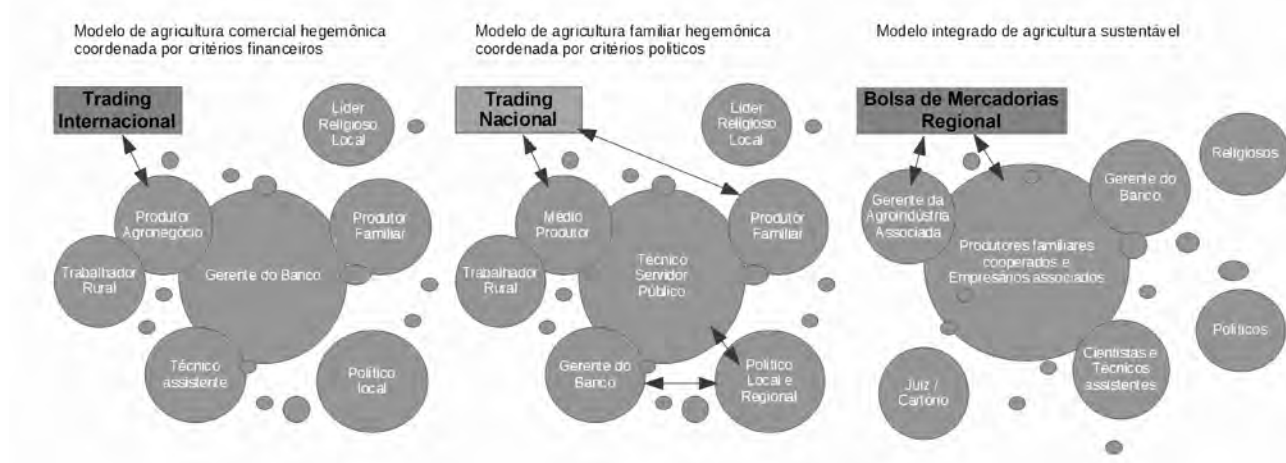 Modelo de agricultura comercial hegemônica
coordenada por critérios financeiros
Trading
Internacional
Líder
Religioso
Local
Produtor
Agronegócio
Produtor
Familiar
Trabalhador
Rural
Gerente do Banco
Técnico
assistente
Político
local
Modelo de agricultura familiar hegemônica
coordenada por critérios políticos
Trading
Nacional
Líder
Religioso
Local
Médio
Produtor
Produtor
Familiar
Técnico
Servidor
Público
Trabalhador
Rural
Gerente do
Banco
Político
Local e
Regional
Modelo integrado de agricultura sustentável
Bolsa de Mercadorias
Regional
Religiosos
Gerente do
Banco
Gerente da
Agroindústria
Associada
Produtores familiares
cooperados e
Empresários associados
Políticos
Cientistas e
Técnicos
assistentes
Juiz /
Cartório